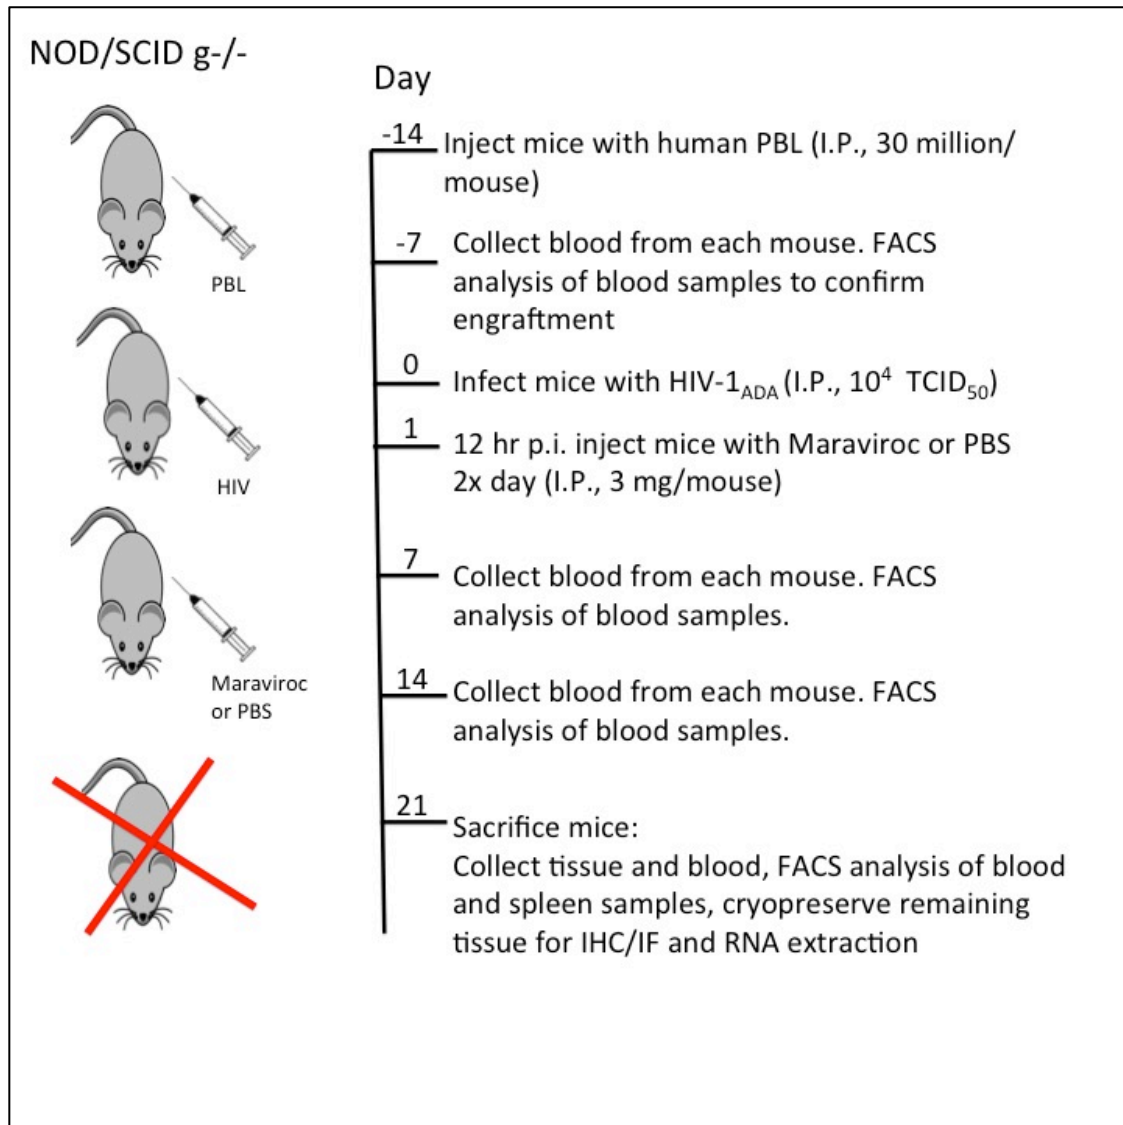 NOD/SCID g-/-
Day
-14
Inject mice with human PBL (I.P., 30 million/
mouse)
PBL
-7
Collect blood from each mouse. FACS
analysis of blood samples to confirm
engraftment
0
Infect mice with HIV-1ADA (I.P., 10⁴ TCID50)
HIV
1
12 hr p.i. inject mice with Maraviroc or PBS
2x day (I.P., 3 mg/mouse)
7
Collect blood from each mouse. FACS
analysis of blood samples.
Maraviroc
or PBS
14
Collect blood from each mouse. FACS
analysis of blood samples.
21
Sacrifice mice:
Collect tissue and blood, FACS analysis of blood
and spleen samples, cryopreserve remaining
tissue for IHC/IF and RNA extraction